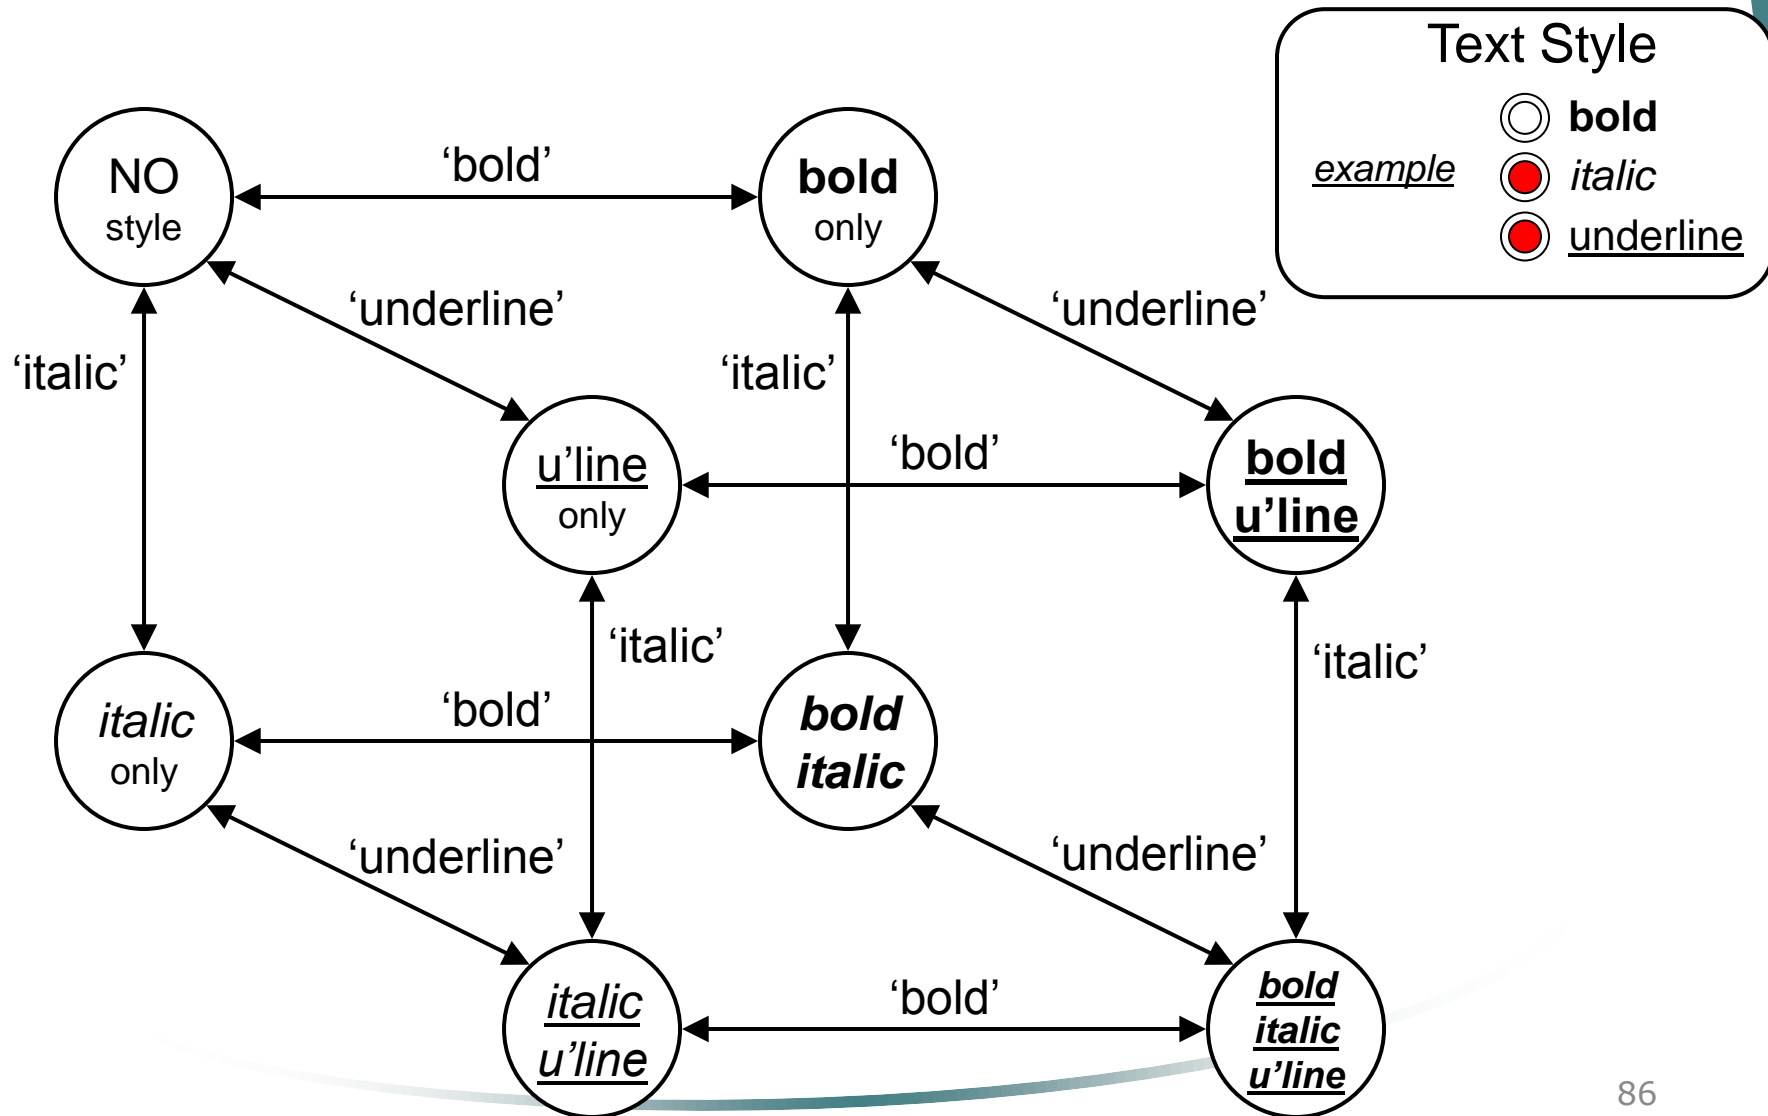 Text Style
bold
example
italic
underline
NO
style
‘bold’
bold
only
‘underline’
‘underline’
‘italic’
‘italic’
u’line
only
‘bold’
bold
u’line
‘italic’
‘italic’
italic
only
‘bold’
bold
italic
‘underline’
‘underline’
italic
u’line
‘bold’
bold
italic
u’line
86